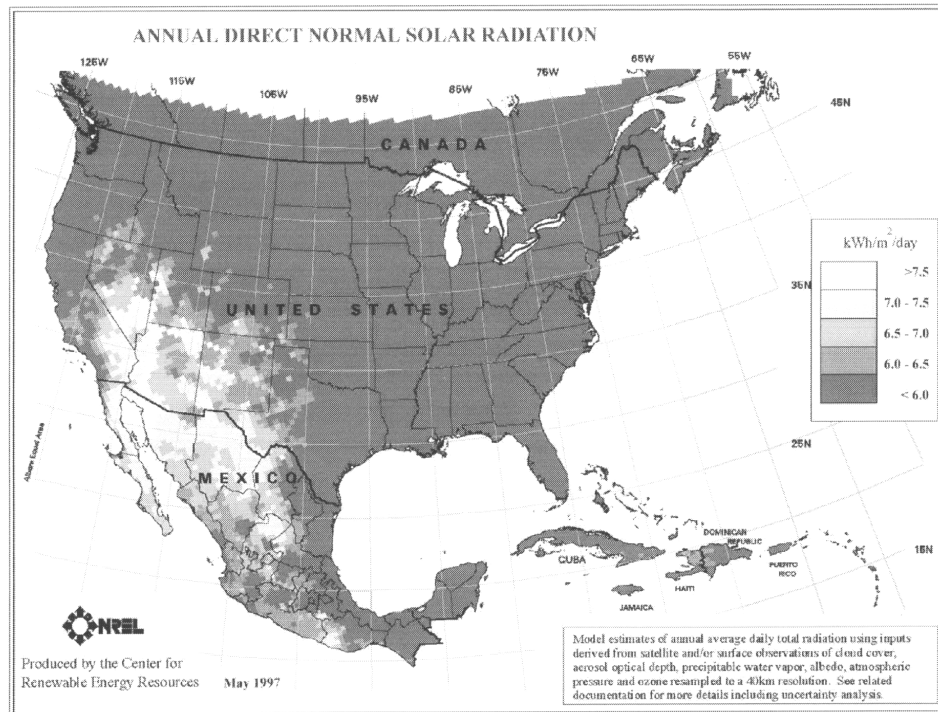 ANNUAL DIRECT NORMAL SOLAR RADIATION
125W
115W
105W
95W
85W
75W
65W
55W
45N
CANADA
2
kWh/m /day
>7.5
7.0 - 7.5
6.5 - 7.0
6.0 - 6.5
< 6.0
35N
UNITED STATES
Albers Equal Area
25N
MEXICO
DOMINICAN
REPUBLIC
15N
CUBA
PUERTO
RICO
HAITI
JAMAICA
NREL
Produced by the Center for
Renewable Energy Resources
May 1997
Model estimates of annual average daily total radiation using inputs
derived from satellite and/or surface observations of cloud cover,
aerosol optical depth, precipitable water vapor, albedo, atmospheric
pressure and ozone resampled to a 40km resolution. See related
documentation for more details including uncertainty analysis.